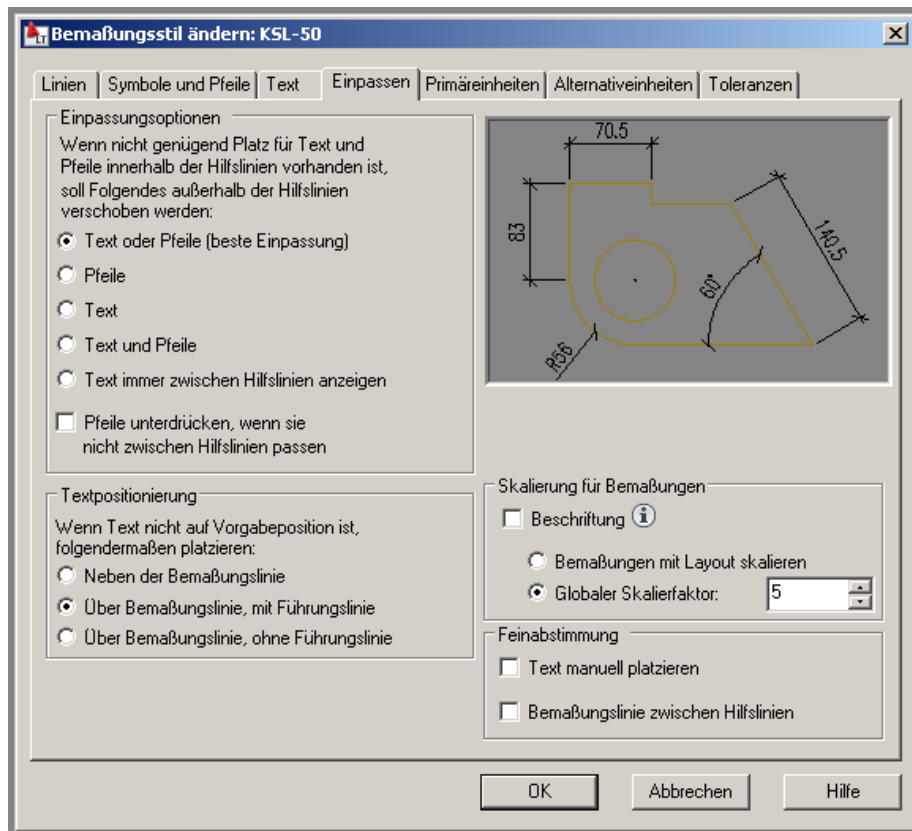 LT Bemaßungsstil ändern: KSL-50
Linien Symbole und Pfeile Text Einpassen Primäreinheiten Alternativeinheiten Toleranzen
Einpassungsoptionen
Wenn nicht genügend Platz für Text und
Pfeile innerhalb der Hilfslinien vorhanden ist,
soll Folgendes außerhalb der Hilfslinien
verschoben werden:
Text oder Pfeile (beste Einpassung)
Pfeile
Text
Text und Pfeile
Text immer zwischen Hilfslinien anzeigen
Pfeile unterdrücken, wenn sie
nicht zwischen Hilfslinien passen
70.5
83
140.5
60°
R56
Textpositionierung
Wenn Text nicht auf Vorgabeposition ist,
folgendermaßen platzieren:
Neben der Bemaßungslinie
Über Bemaßungslinie, mit Führungslinie
Über Bemaßungslinie, ohne Führungslinie
Skalierung für Bemaßungen
Beschriftung i
Bemaßungen mit Layout skalieren
Globaler Skalierfaktor: 5
Feinabstimmung
Text manuell platzieren
Bemaßungslinie zwischen Hilfslinien
OK Abbrechen Hilfe